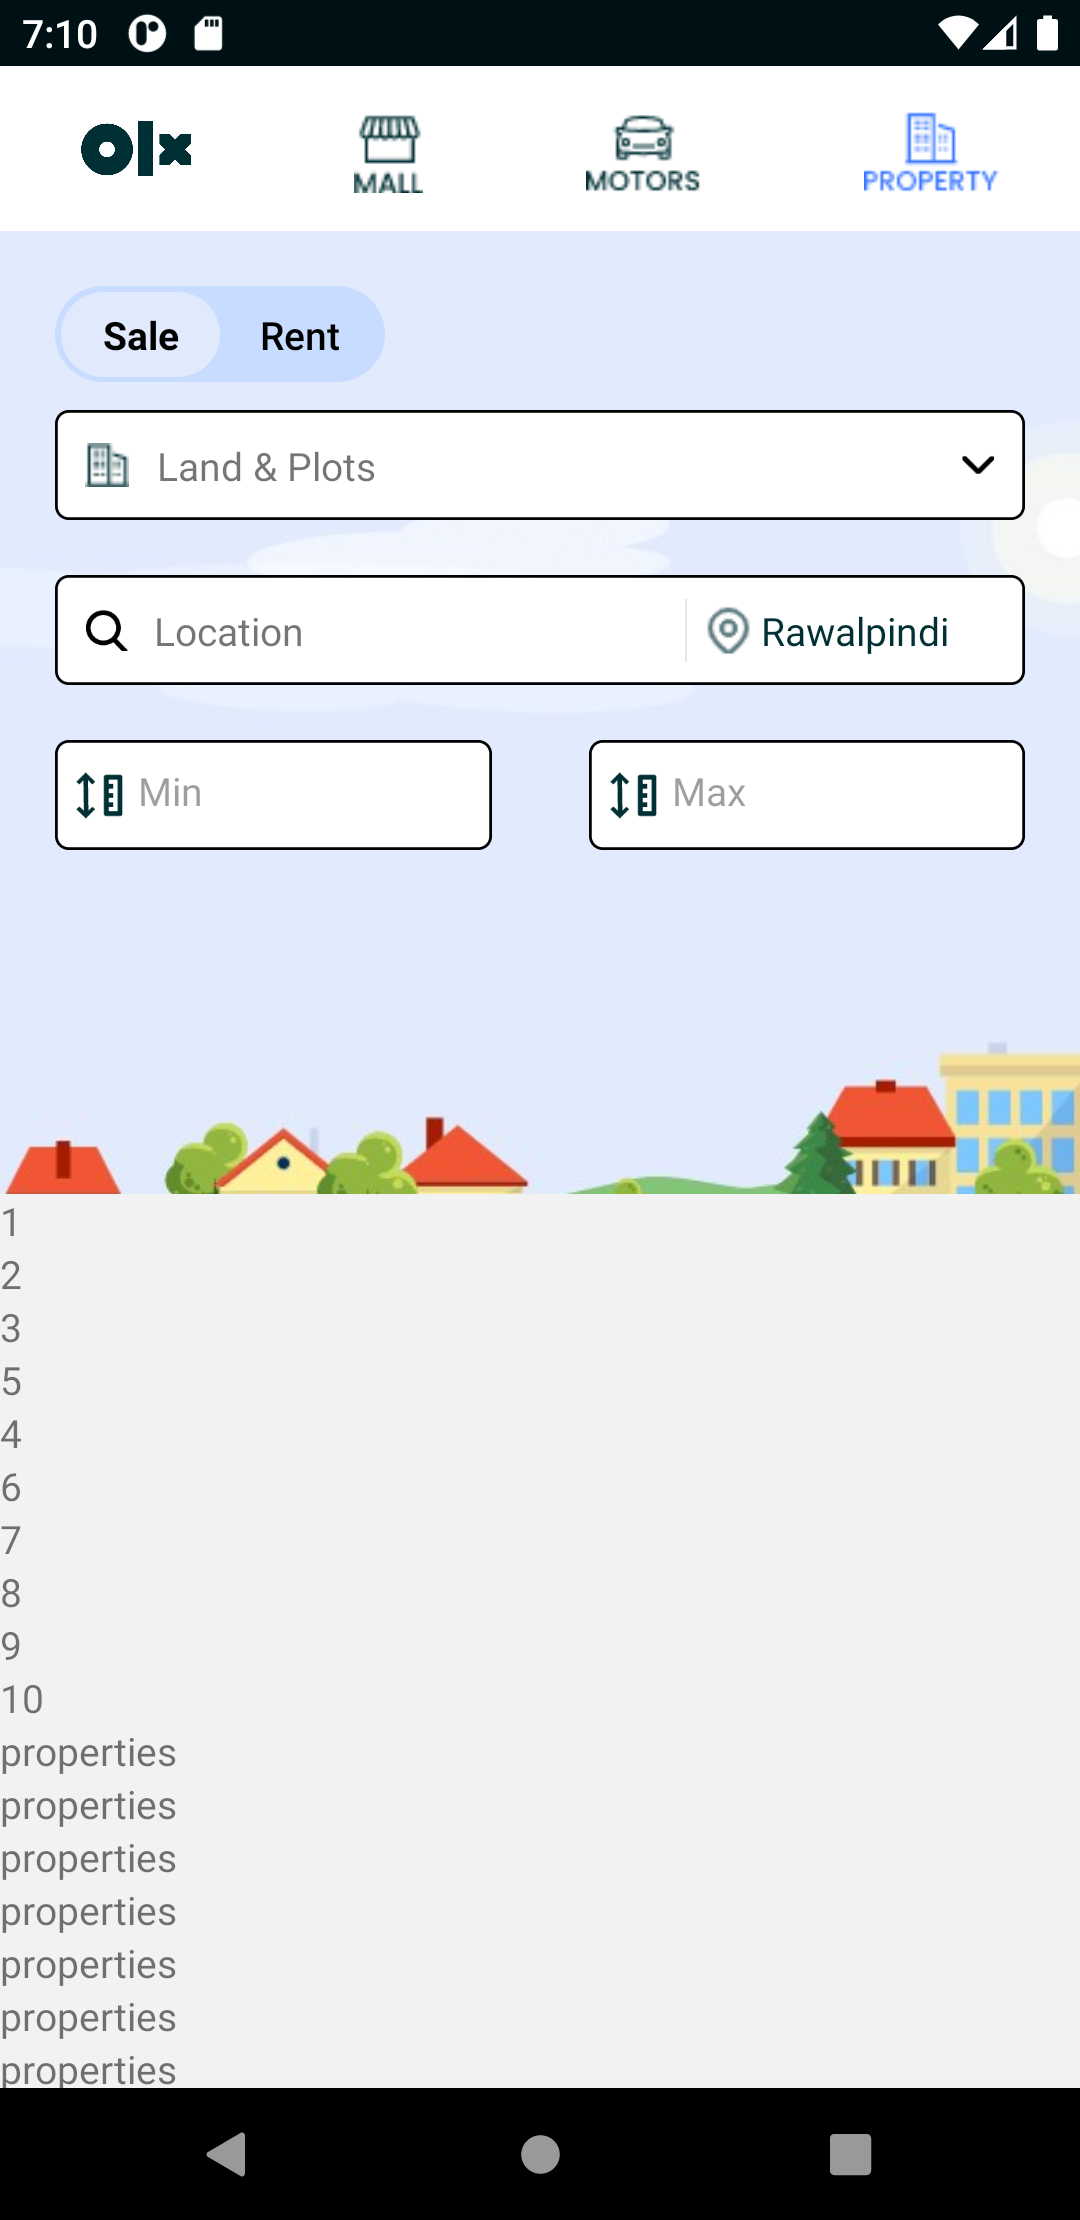 7:10
olx
MALL
MOTORS
PROPERTY
Sale Rent
Land & Plots
Location Rawalpindi
Min Max
1
2
3
5
4
6
7
8
9
10
properties
properties
properties
properties
properties
properties
properties